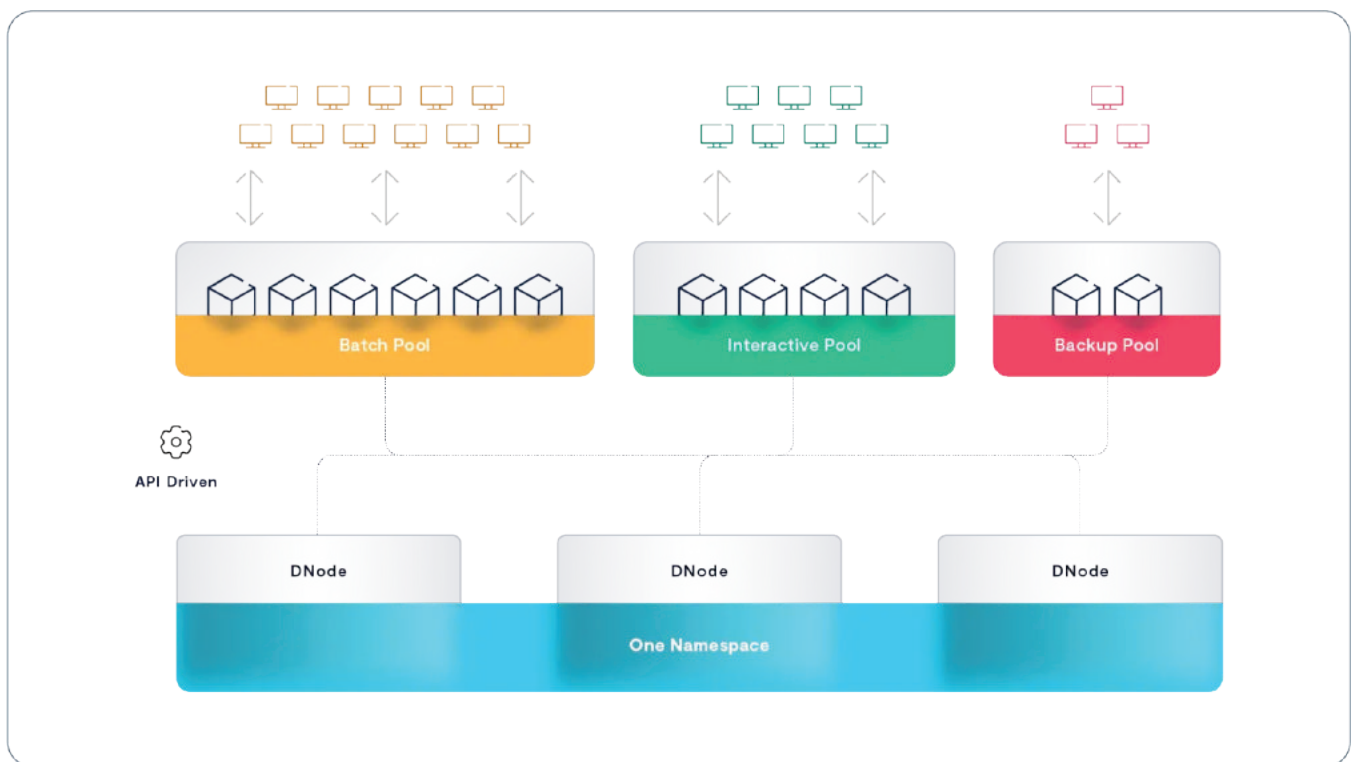 Batch Pool
Interactive Pool
Backup Pool
API Driven
DNode
DNode
DNode
One Namespace